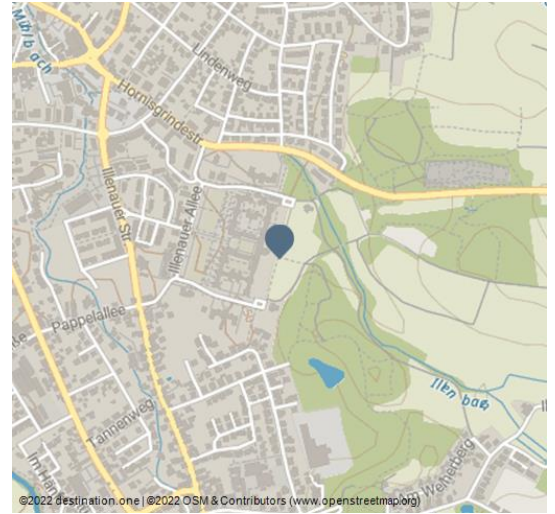 Mühlbach
Lindenweg
Hornisgrindestr
Illenauer Str
Illenauer Allee
Pappelallee
Tannenweg
Illenbach
Weiherberg
©2022 destination.one | ©2022 OSM & Contributors (www.openstreetmap.org)